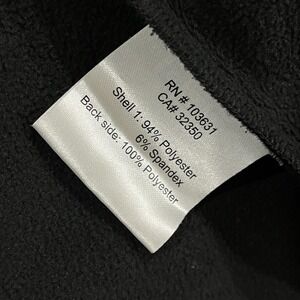 RN # 103631
CA# 32350
Shell 1: 94% Polyester
6% Spandex
Back side: 100% Polyester